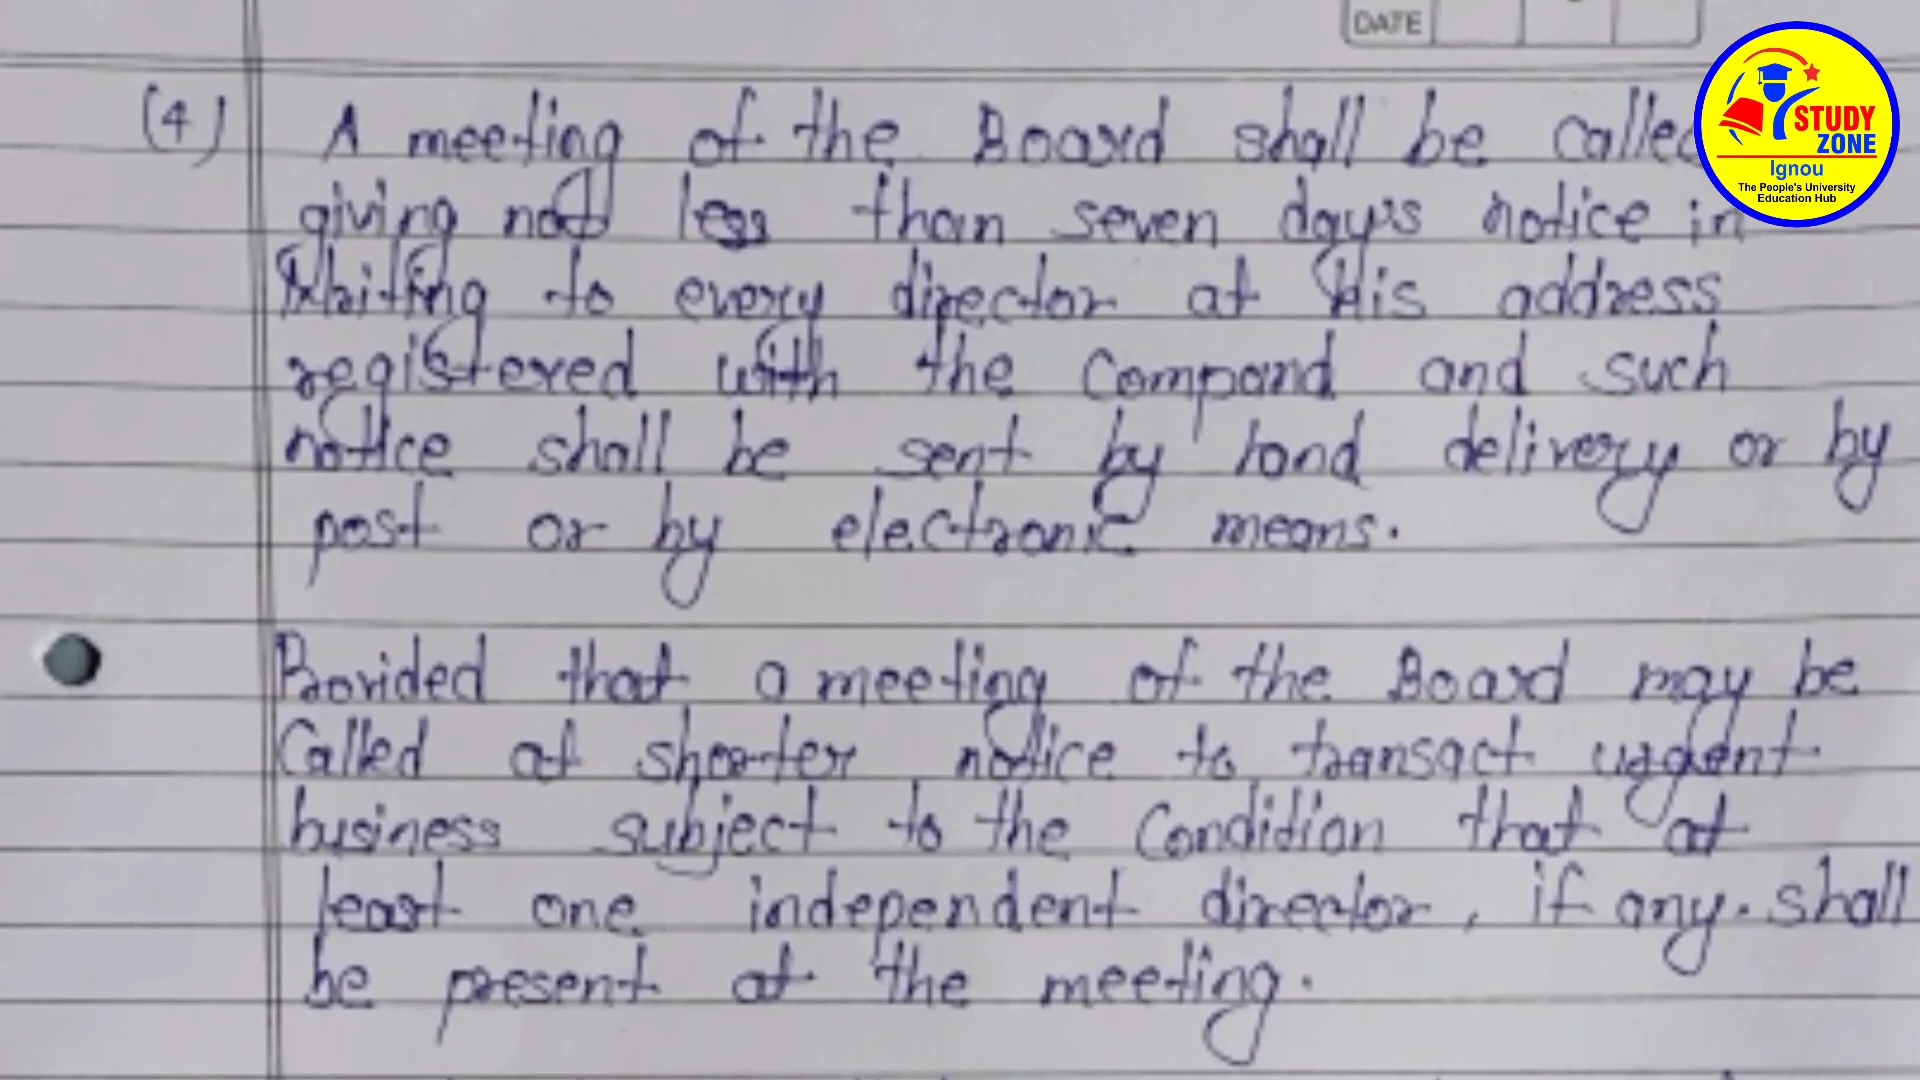 DATE
(4) A meeting of the Board shall be called
giving not less than seven day's notice in
Writing to every director at His address
registered with the Compand and such
notice shall be sent by hand delivery or by
post or by electronic means.
Provided that a meeting of the Board may be
Called at shorter notice to transact urgent
business subject to the Condition that at
least one independent director, if any. shall
be present at the meeting.
STUDY
ZONE
Ignou
The People's University
Education Hub